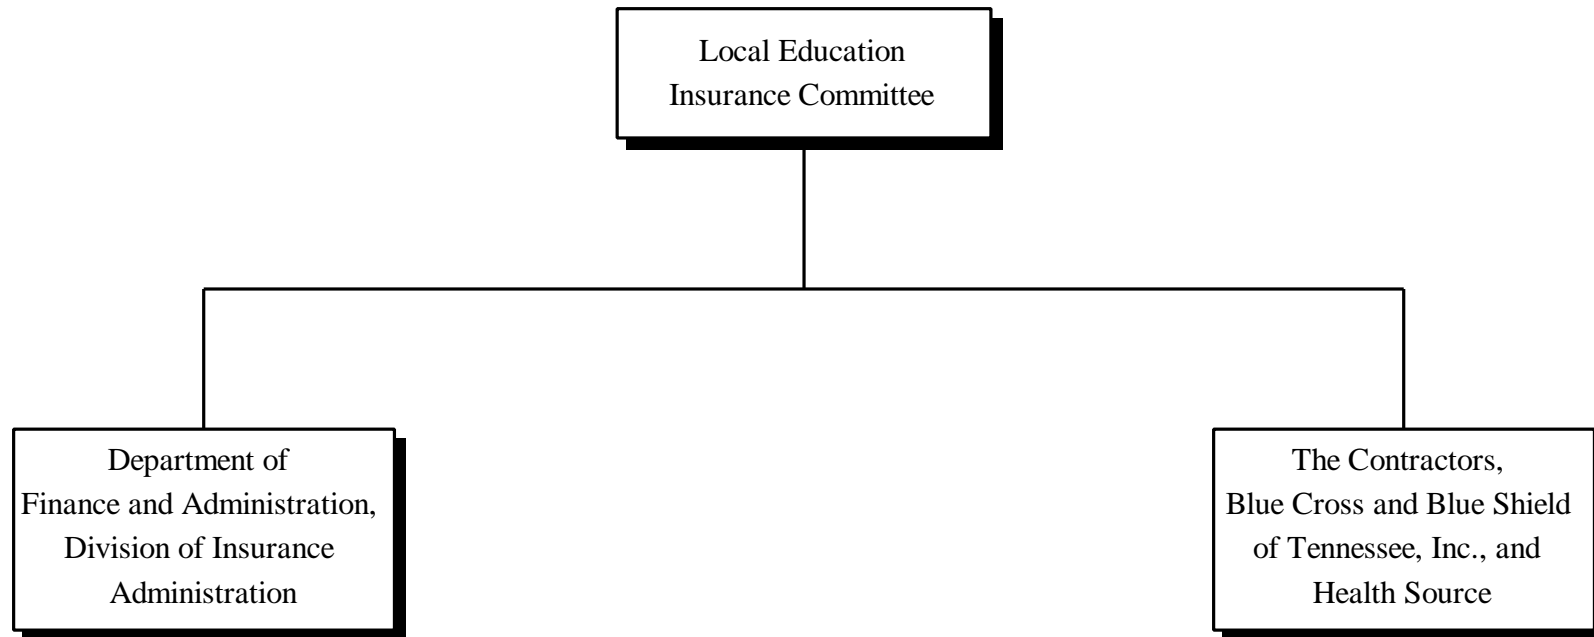 Local Education
Insurance Committee
Department of
Finance and Administration,
Division of Insurance
Administration
The Contractors,
Blue Cross and Blue Shield
of Tennessee, Inc., and
Health Source